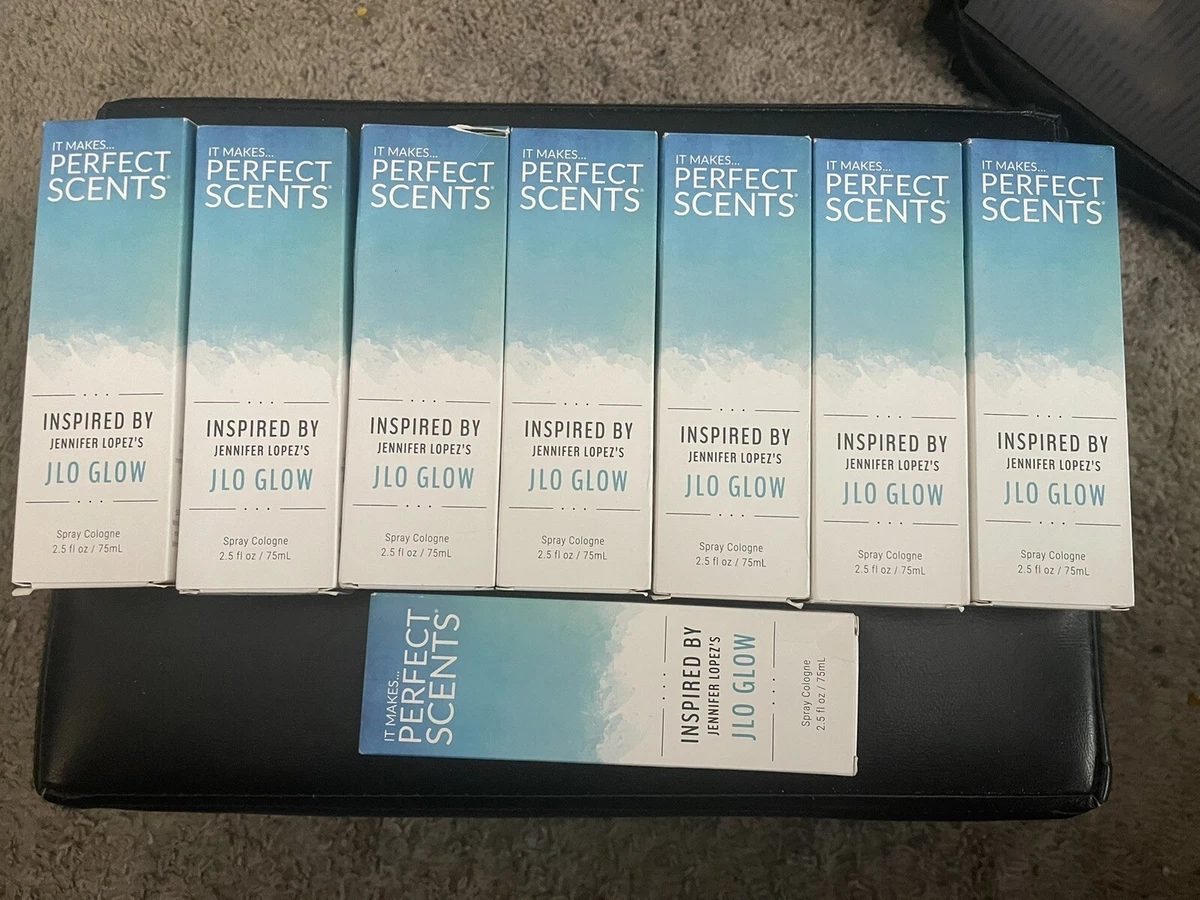 IT MAKES...
PERFECT
SCENTS®
INSPIRED BY
JENNIFER LOPEZ'S
JLO GLOW
Spray Cologne
2.5 fl oz / 75mL
IT MAKES...
PERFECT
SCENTS®
INSPIRED BY
JENNIFER LOPEZ'S
JLO GLOW
Spray Cologne
2.5 fl oz / 75mL
IT MAKES...
PERFECT
SCENTS®
INSPIRED BY
JENNIFER LOPEZ'S
JLO GLOW
Spray Cologne
2.5 fl oz / 75mL
IT MAKES...
PERFECT
SCENTS®
INSPIRED BY
JENNIFER LOPEZ'S
JLO GLOW
Spray Cologne
2.5 fl oz / 75mL
IT MAKES...
PERFECT
SCENTS®
INSPIRED BY
JENNIFER LOPEZ'S
JLO GLOW
Spray Cologne
2.5 fl oz / 75mL
IT MAKES...
PERFECT
SCENTS®
INSPIRED BY
JENNIFER LOPEZ'S
JLO GLOW
Spray Cologne
2.5 fl oz / 75mL
IT MAKES...
PERFECT
SCENTS®
INSPIRED BY
JENNIFER LOPEZ'S
JLO GLOW
Spray Cologne
2.5 fl oz / 75mL
IT MAKES...
PERFECT
SCENTS®
INSPIRED BY
JENNIFER LOPEZ'S
JLO GLOW
Spray Cologne
2.5 fl oz / 75mL